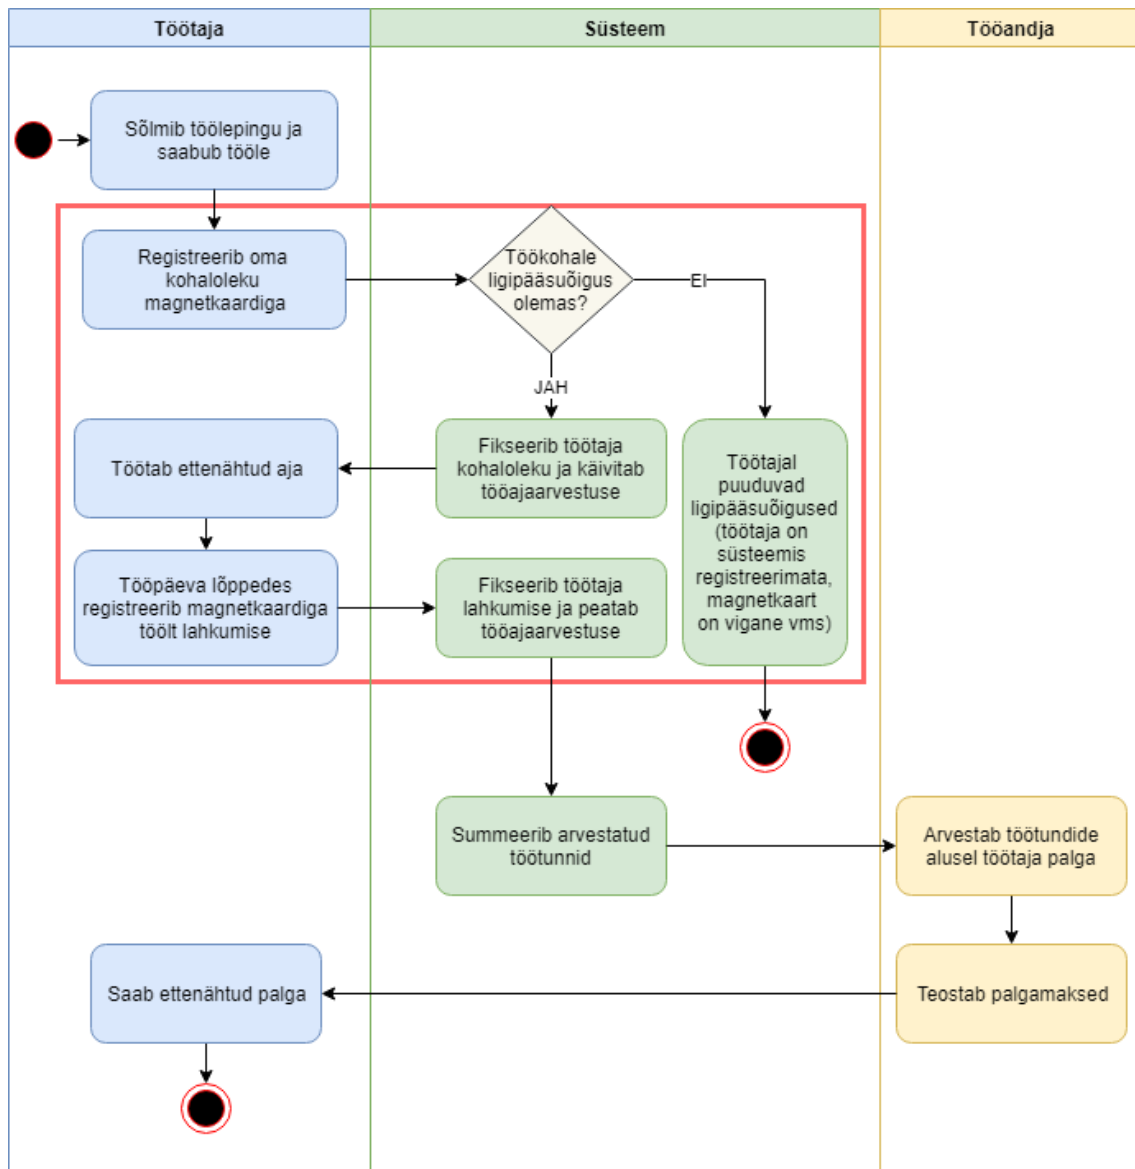 Töötaja
Süsteem
Tööandja
Sõlmib töölepingu ja
saabub tööle
Registreerib oma
kohaloleku
magnetkaardiga
Töökohale
ligipääsuõigus
olemas?
EI
JAH
Töötab ettenähtud aja
Fikseerib töötaja
kohaloleku ja käivitab
tööajaarvestuse
Töötajal
puuduvad
ligipääsuõigused
(töötaja on
süsteemis
registreerimata,
magnetkaart
on vigane vms)
Tööpäeva lõppedes
registreerib magnetkaardiga
töölt lahkumise
Fikseerib töötaja
lahkumise ja peatab
tööajaarvestuse
Summeerib arvestatud
töötunnid
Arvestab töötundide
alusel töötaja palga
Saab ettenähtud palga
Teostab palgamaksed